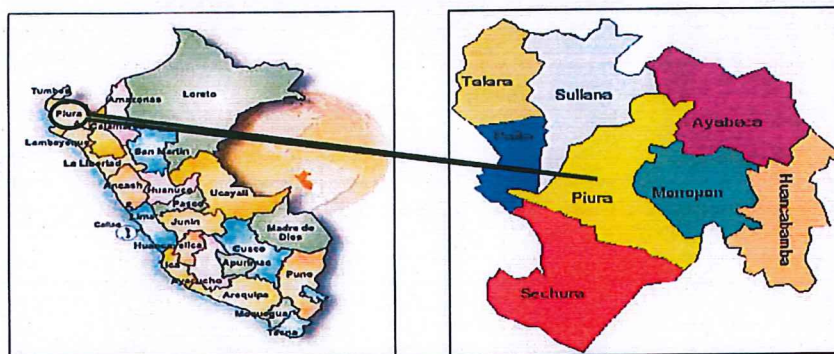 Tumbes
Loreto
Amazonas
Piura
Cajamar
Lambayeque
San Martin
La Libertad
Ancash
Huanuco
Ucayali
Pasco
Lima
Junin
Callao
Madre de
Dios
Huancavelica
Cusco
Ica
Apurimac
Ayacucho
Puno
Arequipa
Moquegua
Tacna
Talara
Sullana
Ayabaca
Paita
Piura
Morropon
Huancabamba
Sechura